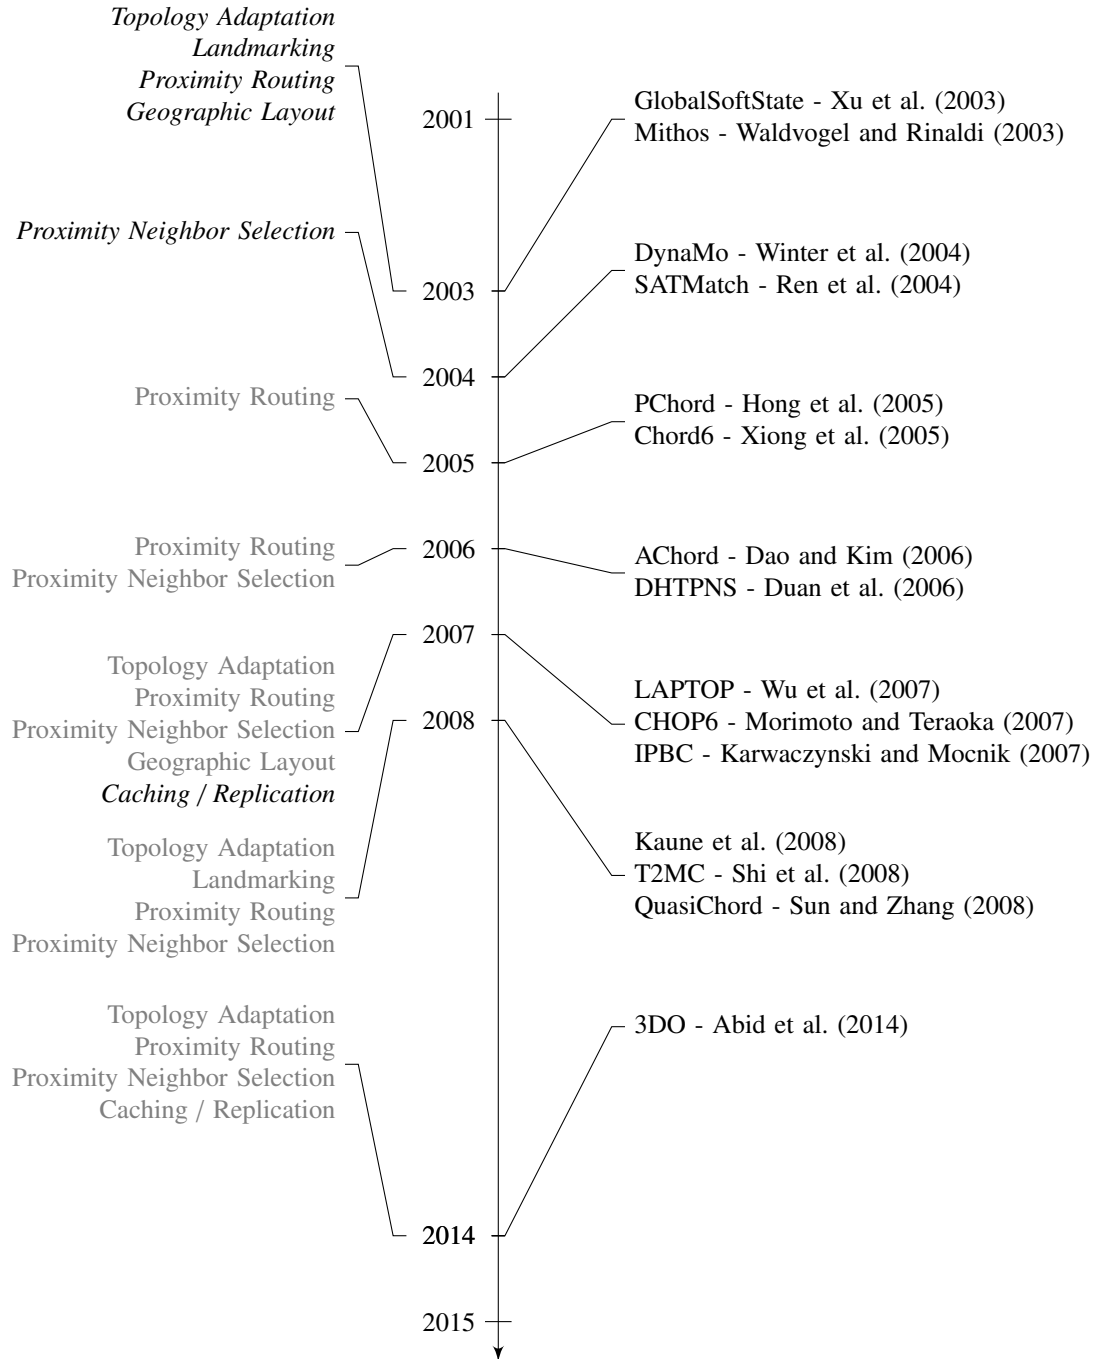 Topology Adaptation
Landmarking
Proximity Routing
Geographic Layout
2001
GlobalSoftState - Xu et al. (2003)
Mithos - Waldvogel and Rinaldi (2003)
Proximity Neighbor Selection
DynaMo - Winter et al. (2004)
SATMatch - Ren et al. (2004)
2003
2004
Proximity Routing
PChord - Hong et al. (2005)
Chord6 - Xiong et al. (2005)
2005
Proximity Routing
Proximity Neighbor Selection
2006
AChord - Dao and Kim (2006)
DHTPNS - Duan et al. (2006)
2007
Topology Adaptation
Proximity Routing
Proximity Neighbor Selection
Geographic Layout
Caching / Replication
2008
LAPTOP - Wu et al. (2007)
CHOP6 - Morimoto and Teraoka (2007)
IPBC - Karwaczynski and Mocnik (2007)
Topology Adaptation
Landmarking
Proximity Routing
Proximity Neighbor Selection
Kaune et al. (2008)
T2MC - Shi et al. (2008)
QuasiChord - Sun and Zhang (2008)
Topology Adaptation
Proximity Routing
Proximity Neighbor Selection
Caching / Replication
3DO - Abid et al. (2014)
2014
2015